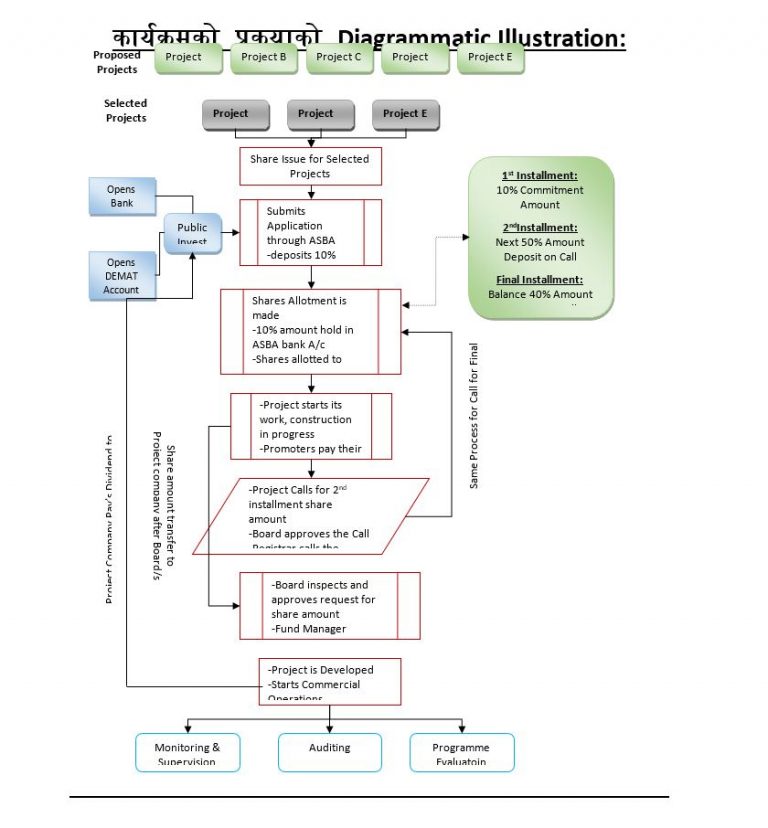 कार्यक्रमको प्रक्रयाको Diagrammatic Illustration:
Proposed
Projects
Project
Project B
Project C
Project
Project E
Selected
Projects
Project
Project
Project E
Share Issue for Selected
Projects
Opens
Bank
Public
Invest
Opens
DEMAT
Account
Submits
Application
through ASBA
-deposits 10%
1st Installment:
10% Commitment
Amount
2ndInstallment:
Next 50% Amount
Deposit on Call
Final Installment:
Balance 40% Amount
Shares Allotment is
made
-10% amount hold in
ASBA bank A/c
-Shares allotted to
Same Process for Call for Final
-Project starts its
work, construction
in progress
-Promoters pay their
Project Company Pay's Dividend to
Share amount transfer to
Project company after Board/s
-Project Calls for 2nd
installment share
amount
-Board approves the Call
Registrar calls the
-Board inspects and
approves request for
share amount
-Fund Manager
-Project is Developed
-Starts Commercial
Operations
Monitoring &
Supervision
Auditing
Programme
Evaluatoin